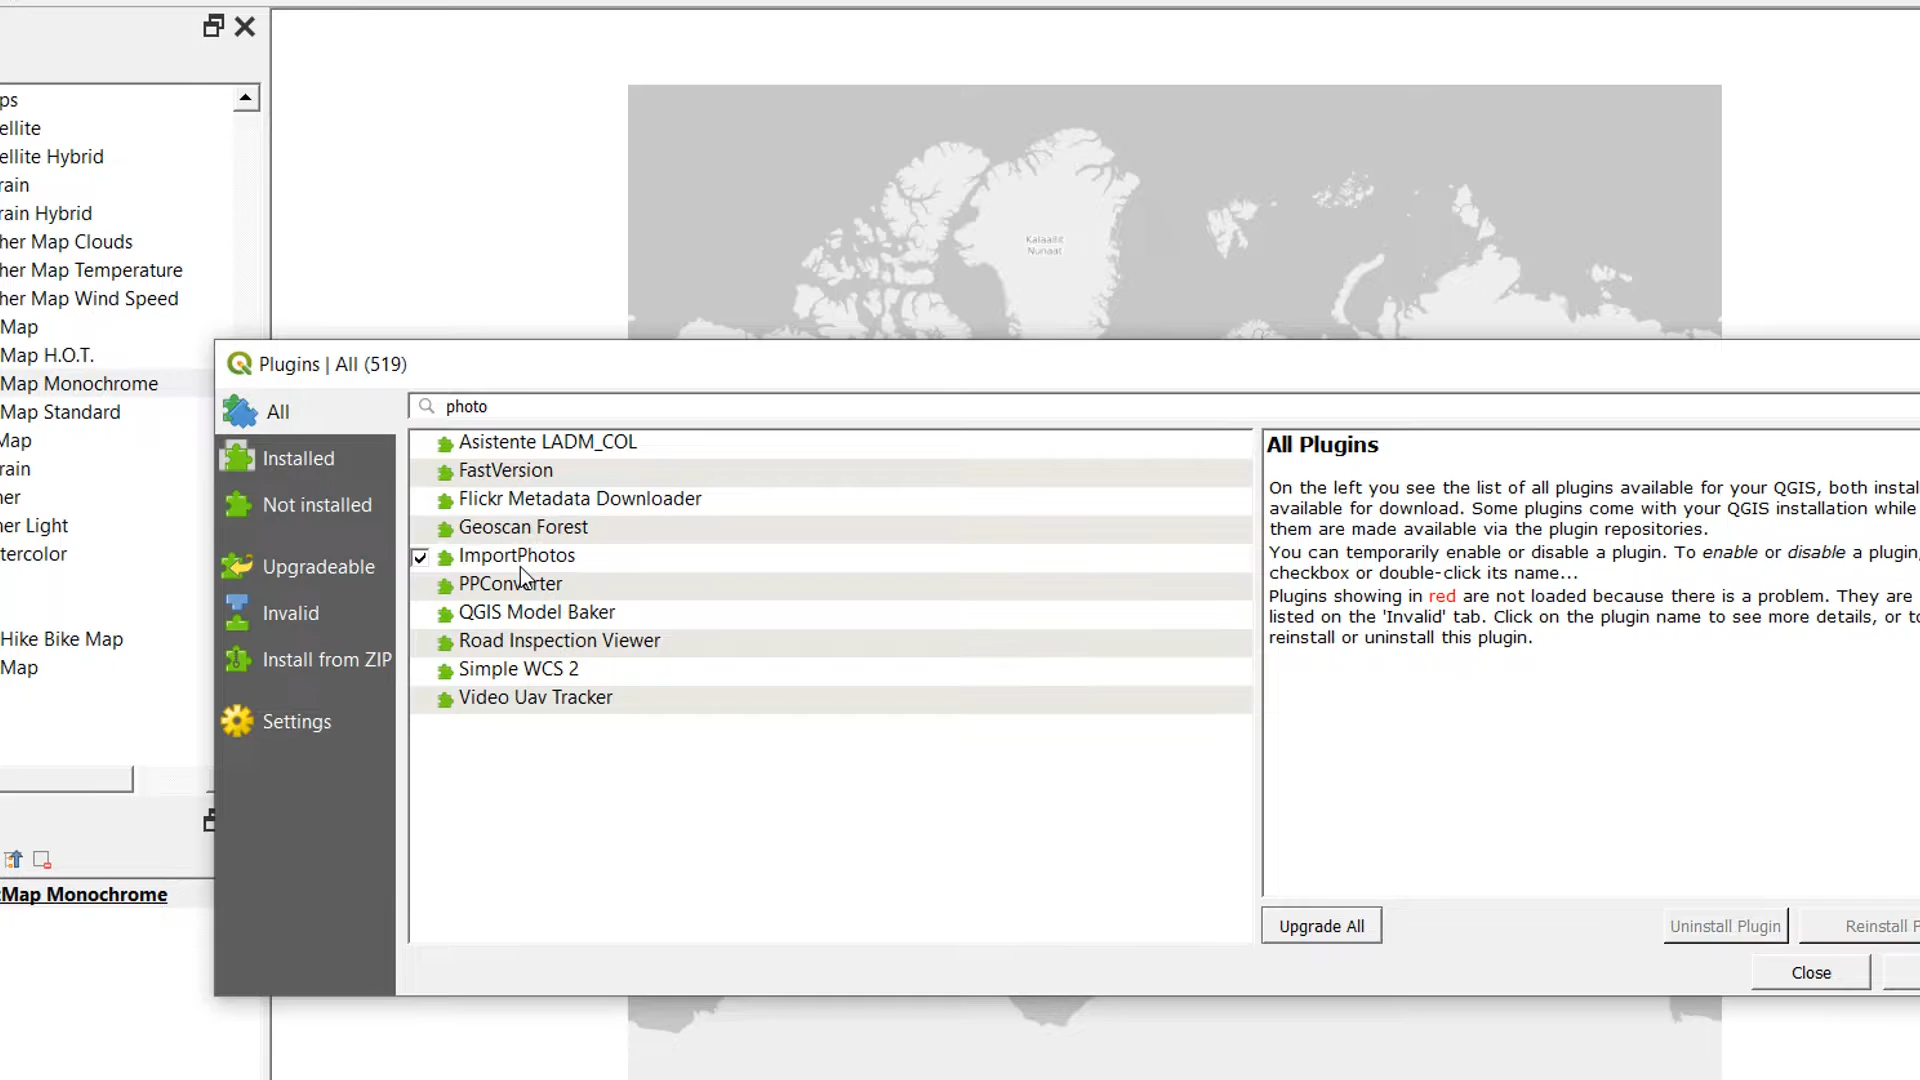 ps
ellite
ellite Hybrid
rain
rain Hybrid
her Map Clouds
her Map Temperature
her Map Wind Speed
Map
Map H.O.T.
Map Monochrome
Map Standard
Map
rain
ner
ner Light
tercolor
Hike Bike Map
Map
:Map Monochrome
Kalaallit
Nunaat
Plugins | All (519)
All
Installed
Not installed
Upgradeable
Invalid
Install from ZIP
Settings
photo
Asistente LADM_COL
FastVersion
Flickr Metadata Downloader
Geoscan Forest
ImportPhotos
PPConverter
QGIS Model Baker
Road Inspection Viewer
Simple WCS 2
Video Uav Tracker
All Plugins
On the left you see the list of all plugins available for your QGIS, both instal
available for download. Some plugins come with your QGIS installation while
them are made available via the plugin repositories.
You can temporarily enable or disable a plugin. To enable or disable a plugin,
checkbox or double-click its name...
Plugins showing in red are not loaded because there is a problem. They are
listed on the 'Invalid' tab. Click on the plugin name to see more details, or to
reinstall or uninstall this plugin.
Upgrade All
Uninstall Plugin
Reinstall P
Close